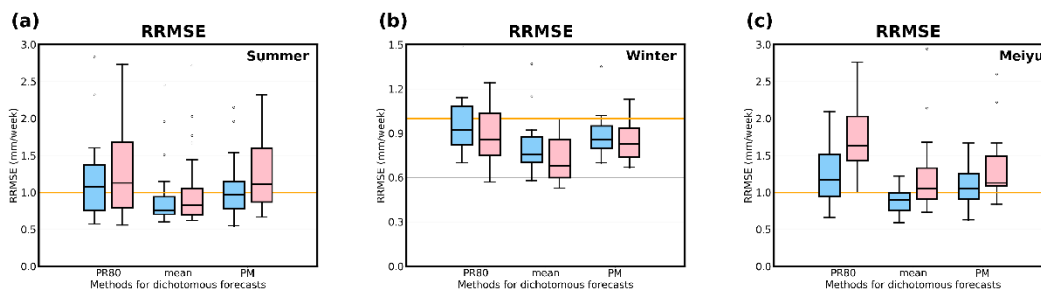 (a)
RRMSE
Summer
RRMSE (mm/week)
3.0
2.5
2.0
1.5
1.0
0.5
0.0
PR80 mean PM
Methods for dichotomous forecasts
(b)
RRMSE
Winter
RRMSE (mm/week)
1.5
1.2
0.9
0.6
0.3
0.0
PR80 mean PM
Methods for dichotomous forecasts
(c)
RRMSE
Meiyu
RRMSE (mm/week)
3.0
2.5
2.0
1.5
1.0
0.5
0.0
PR80 mean PM
Methods for dichotomous forecasts